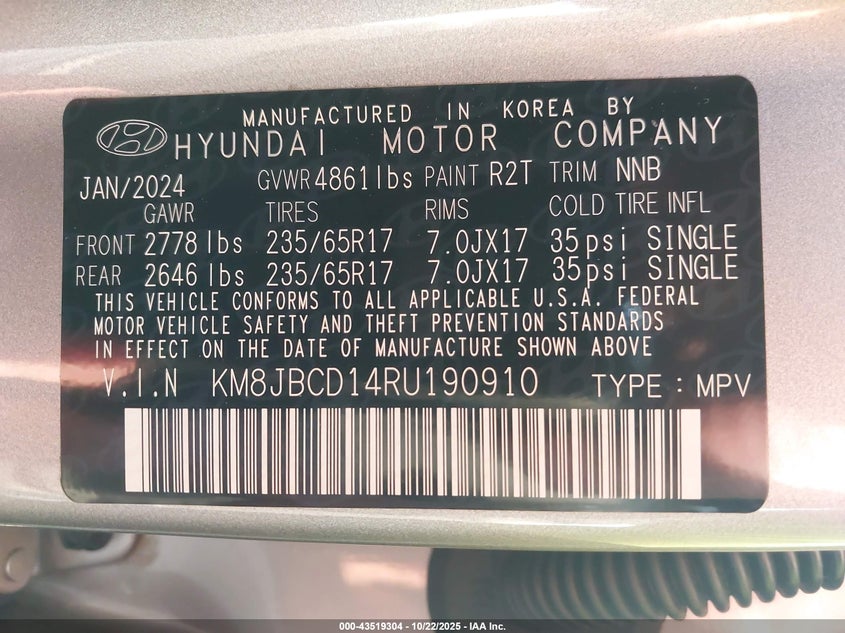 MANUFACTURED IN KOREA BY
HYUNDAI MOTOR COMPANY
JAN/2024 GVWR 4861lbs PAINT R2T TRIM NNB
GAWR TIRES RIMS COLD TIRE INFL
FRONT 2778 lbs 235/65R17 7.0JX17 35psi SINGLE
REAR 2646 lbs 235/65R17 7.0JX17 35psi SINGLE
THIS VEHICLE CONFORMS TO ALL APPLICABLE U.S.A. FEDERAL
MOTOR VEHICLE SAFETY AND THEFT PREVENTION STANDARDS
IN EFFECT ON THE DATE OF MANUFACTURE SHOWN ABOVE
V.I.N KM8JBCD14RU190910 TYPE : MPV
000-43519304 - 10/22/2025 - IAA Inc.